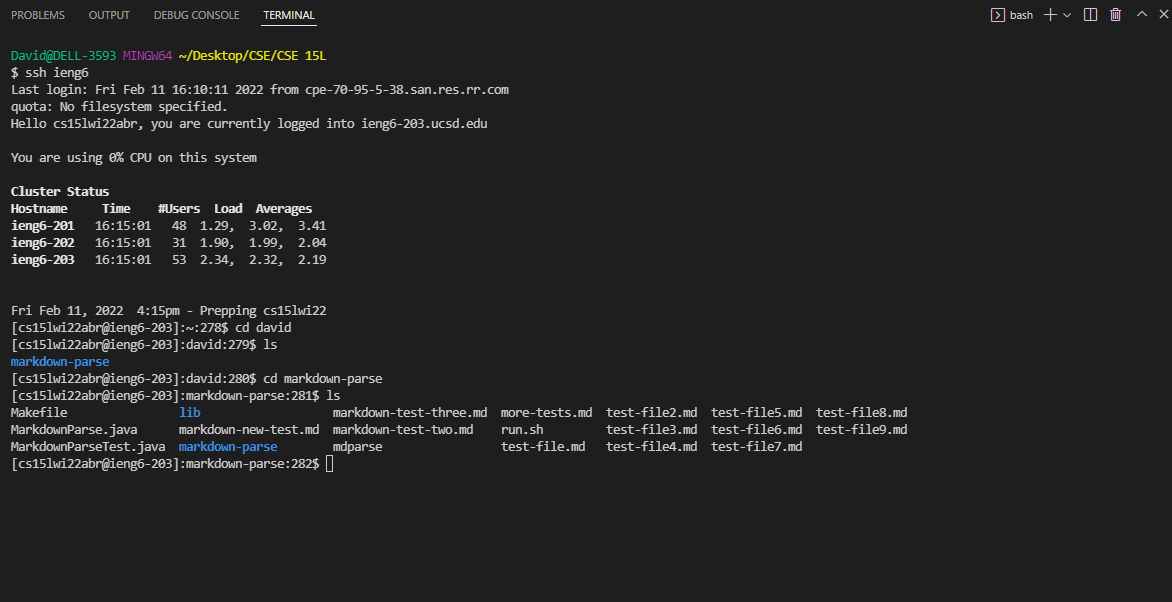 PROBLEMS OUTPUT DEBUG CONSOLE TERMINAL bash
David@DELL-3593 MINGW64 ~/Desktop/CSE/CSE 15L
$ ssh ieng6
Last login: Fri Feb 11 16:10:11 2022 from cpe-70-95-5-38.san.res.rr.com
quota: No filesystem specified.
Hello cs15lwi22abr, you are currently logged into ieng6-203.ucsd.edu
You are using 0% CPU on this system
Cluster Status
Hostname Time #Users Load Averages
ieng6-201 16:15:01 48 1.29, 3.02, 3.41
ieng6-202 16:15:01 31 1.90, 1.99, 2.04
ieng6-203 16:15:01 53 2.34, 2.32, 2.19
Fri Feb 11, 2022 4:15pm - Prepping cs15lwi22
[cs15lwi22abr@ieng6-203]:~:278$ cd david
[cs15lwi22abr@ieng6-203]:david:279$ ls
markdown-parse
[cs15lwi22abr@ieng6-203]:david:280$ cd markdown-parse
[cs15lwi22abr@ieng6-203]:markdown-parse:281$ ls
Makefile lib markdown-test-three.md more-tests.md test-file2.md test-file5.md test-file8.md
MarkdownParse.java markdown-new-test.md markdown-test-two.md run.sh test-file3.md test-file6.md test-file9.md
MarkdownParseTest.java markdown-parse mdparse test-file.md test-file4.md test-file7.md
[cs15lwi22abr@ieng6-203]:markdown-parse:282$